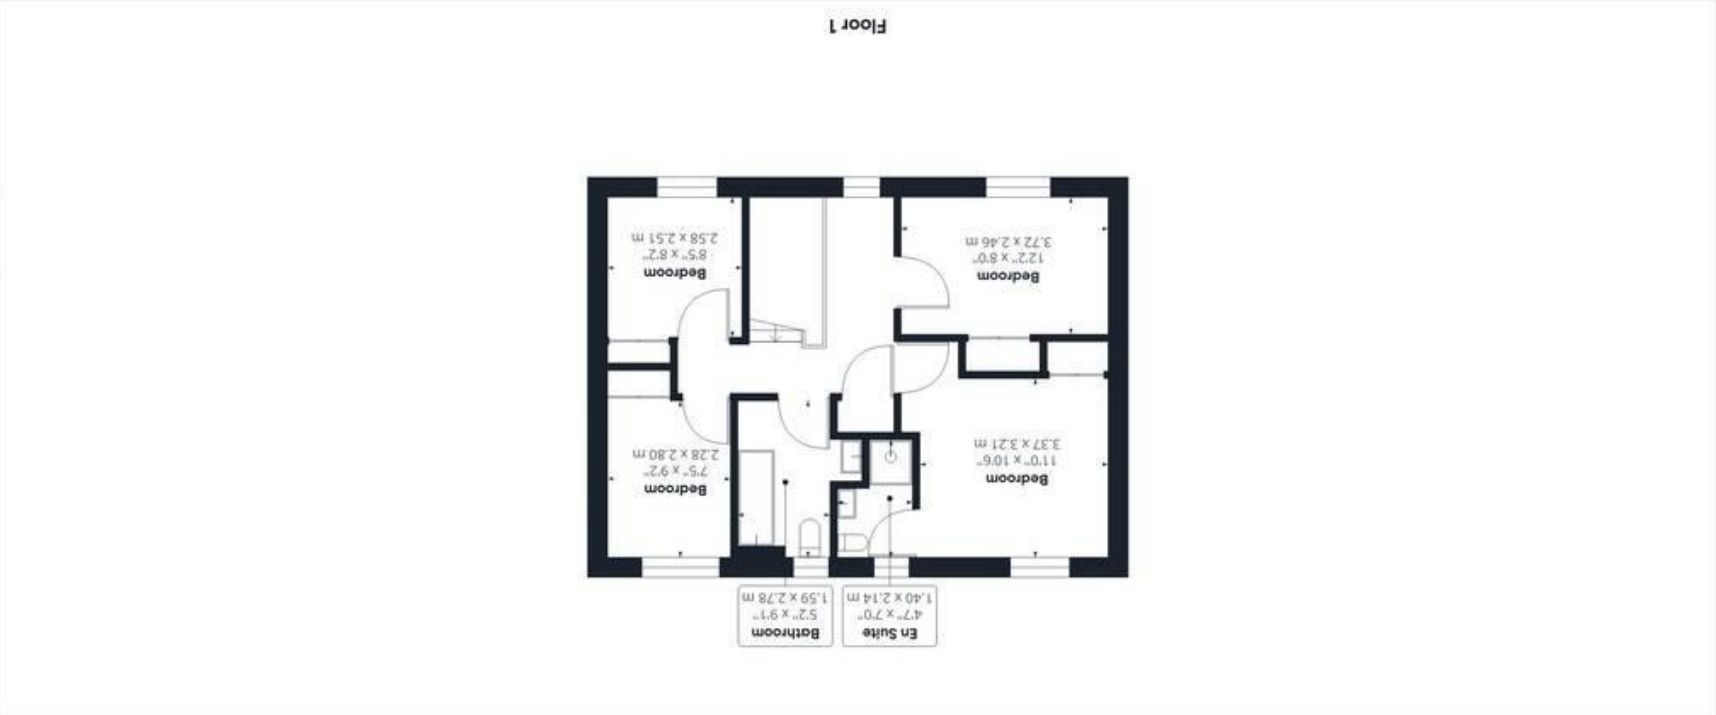 En Suite
4'7" x 7'0"
1.40 x 2.14 m
Bathroom
5'2" x 9'1"
1.59 x 2.78 m
Bedroom
11'0" x 10'6"
3.37 x 3.21 m
Bedroom
7'5" x 9'2"
2.28 x 2.80 m
Bedroom
12'2" x 8'0"
3.72 x 2.46 m
Bedroom
8'5" x 8'2"
2.58 x 2.51 m
Floor 1